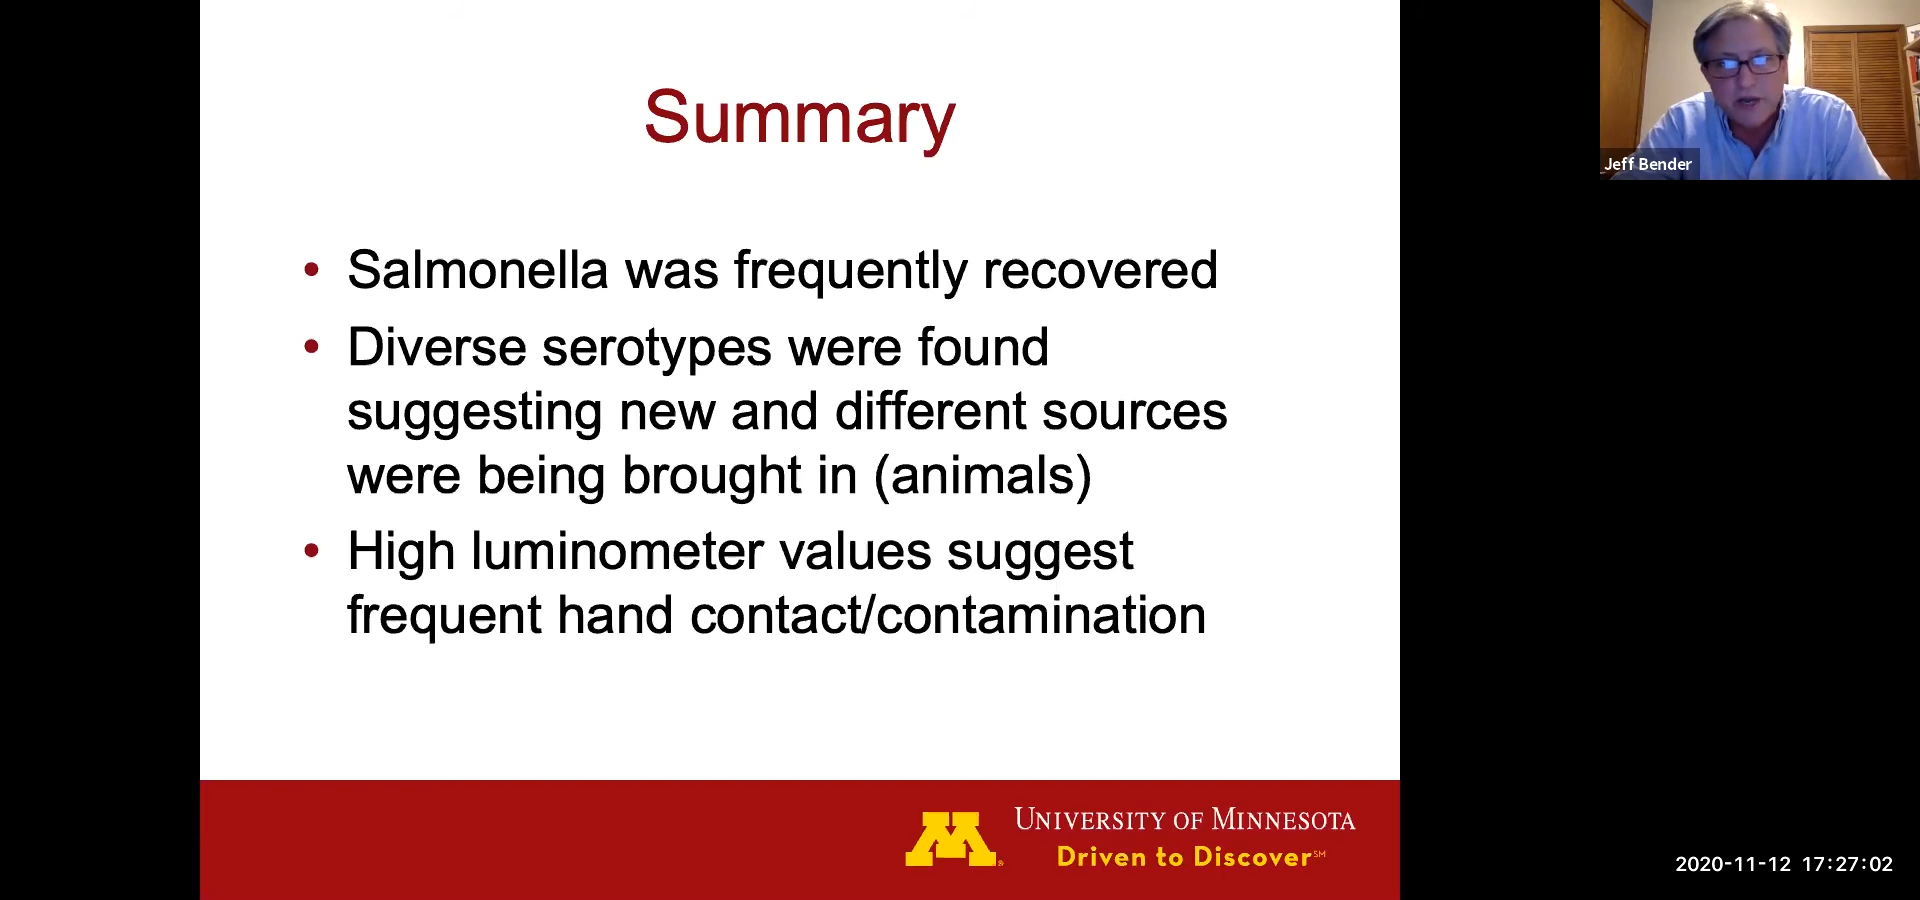 Summary
• Salmonella was frequently recovered
• Diverse serotypes were found
suggesting new and different sources
were being brought in (animals)
• High luminometer values suggest
frequent hand contact/contamination
UNIVERSITY OF MINNESOTA
Driven to Discover℠
M®
Jeff Bender
2020-11-12 17:27:02